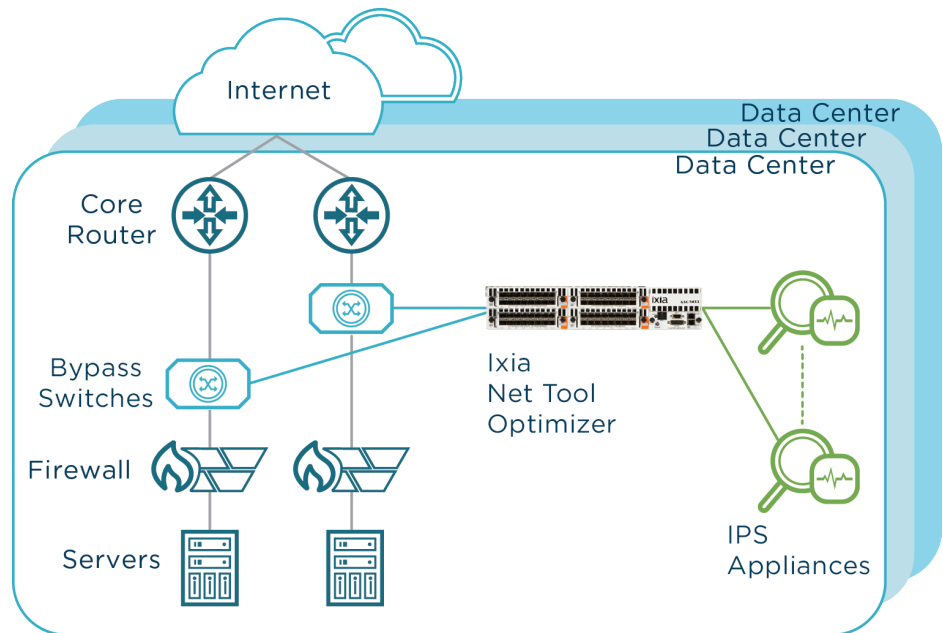 Internet
Data Center
Data Center
Data Center
Core
Router
ixia
Bypass
Switches
Ixia
Net Tool
Optimizer
Firewall
Servers
IPS
Appliances